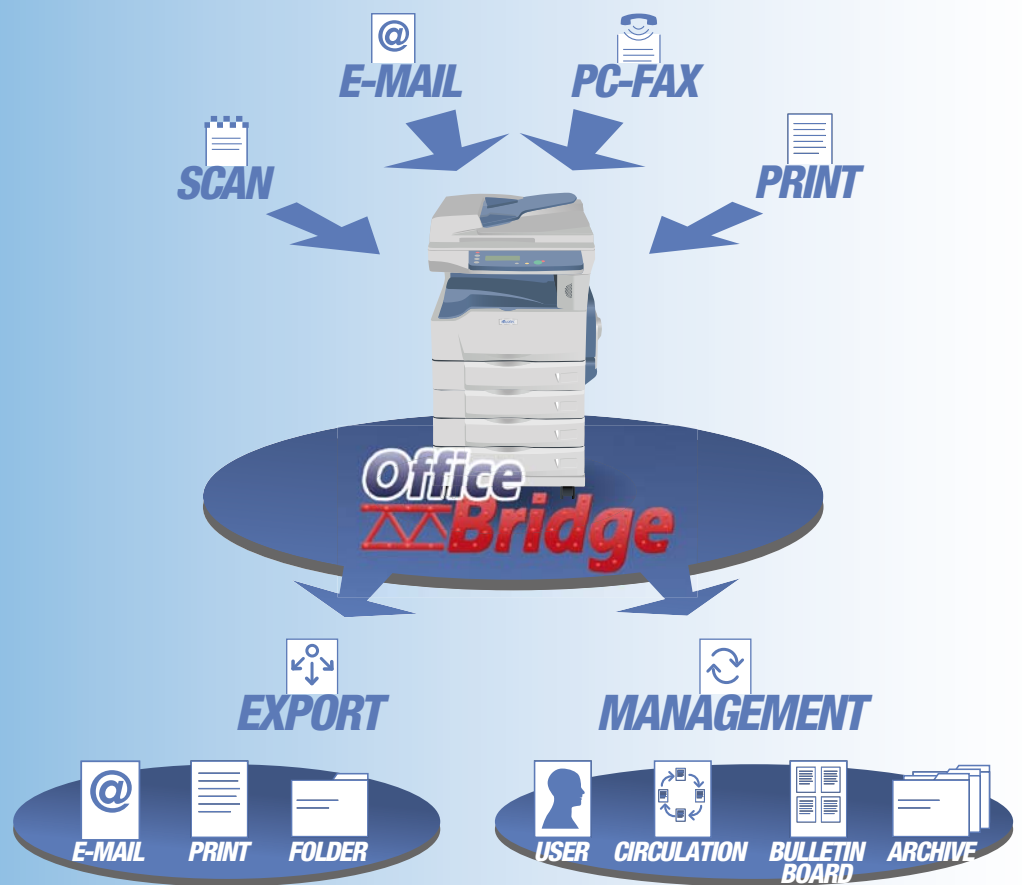 @
E-MAIL
PC-FAX
SCAN
PRINT
Office
Bridge
EXPORT
MANAGEMENT
@
E-MAIL
PRINT
FOLDER
USER
CIRCULATION
BULLETIN
BOARD
ARCHIVE